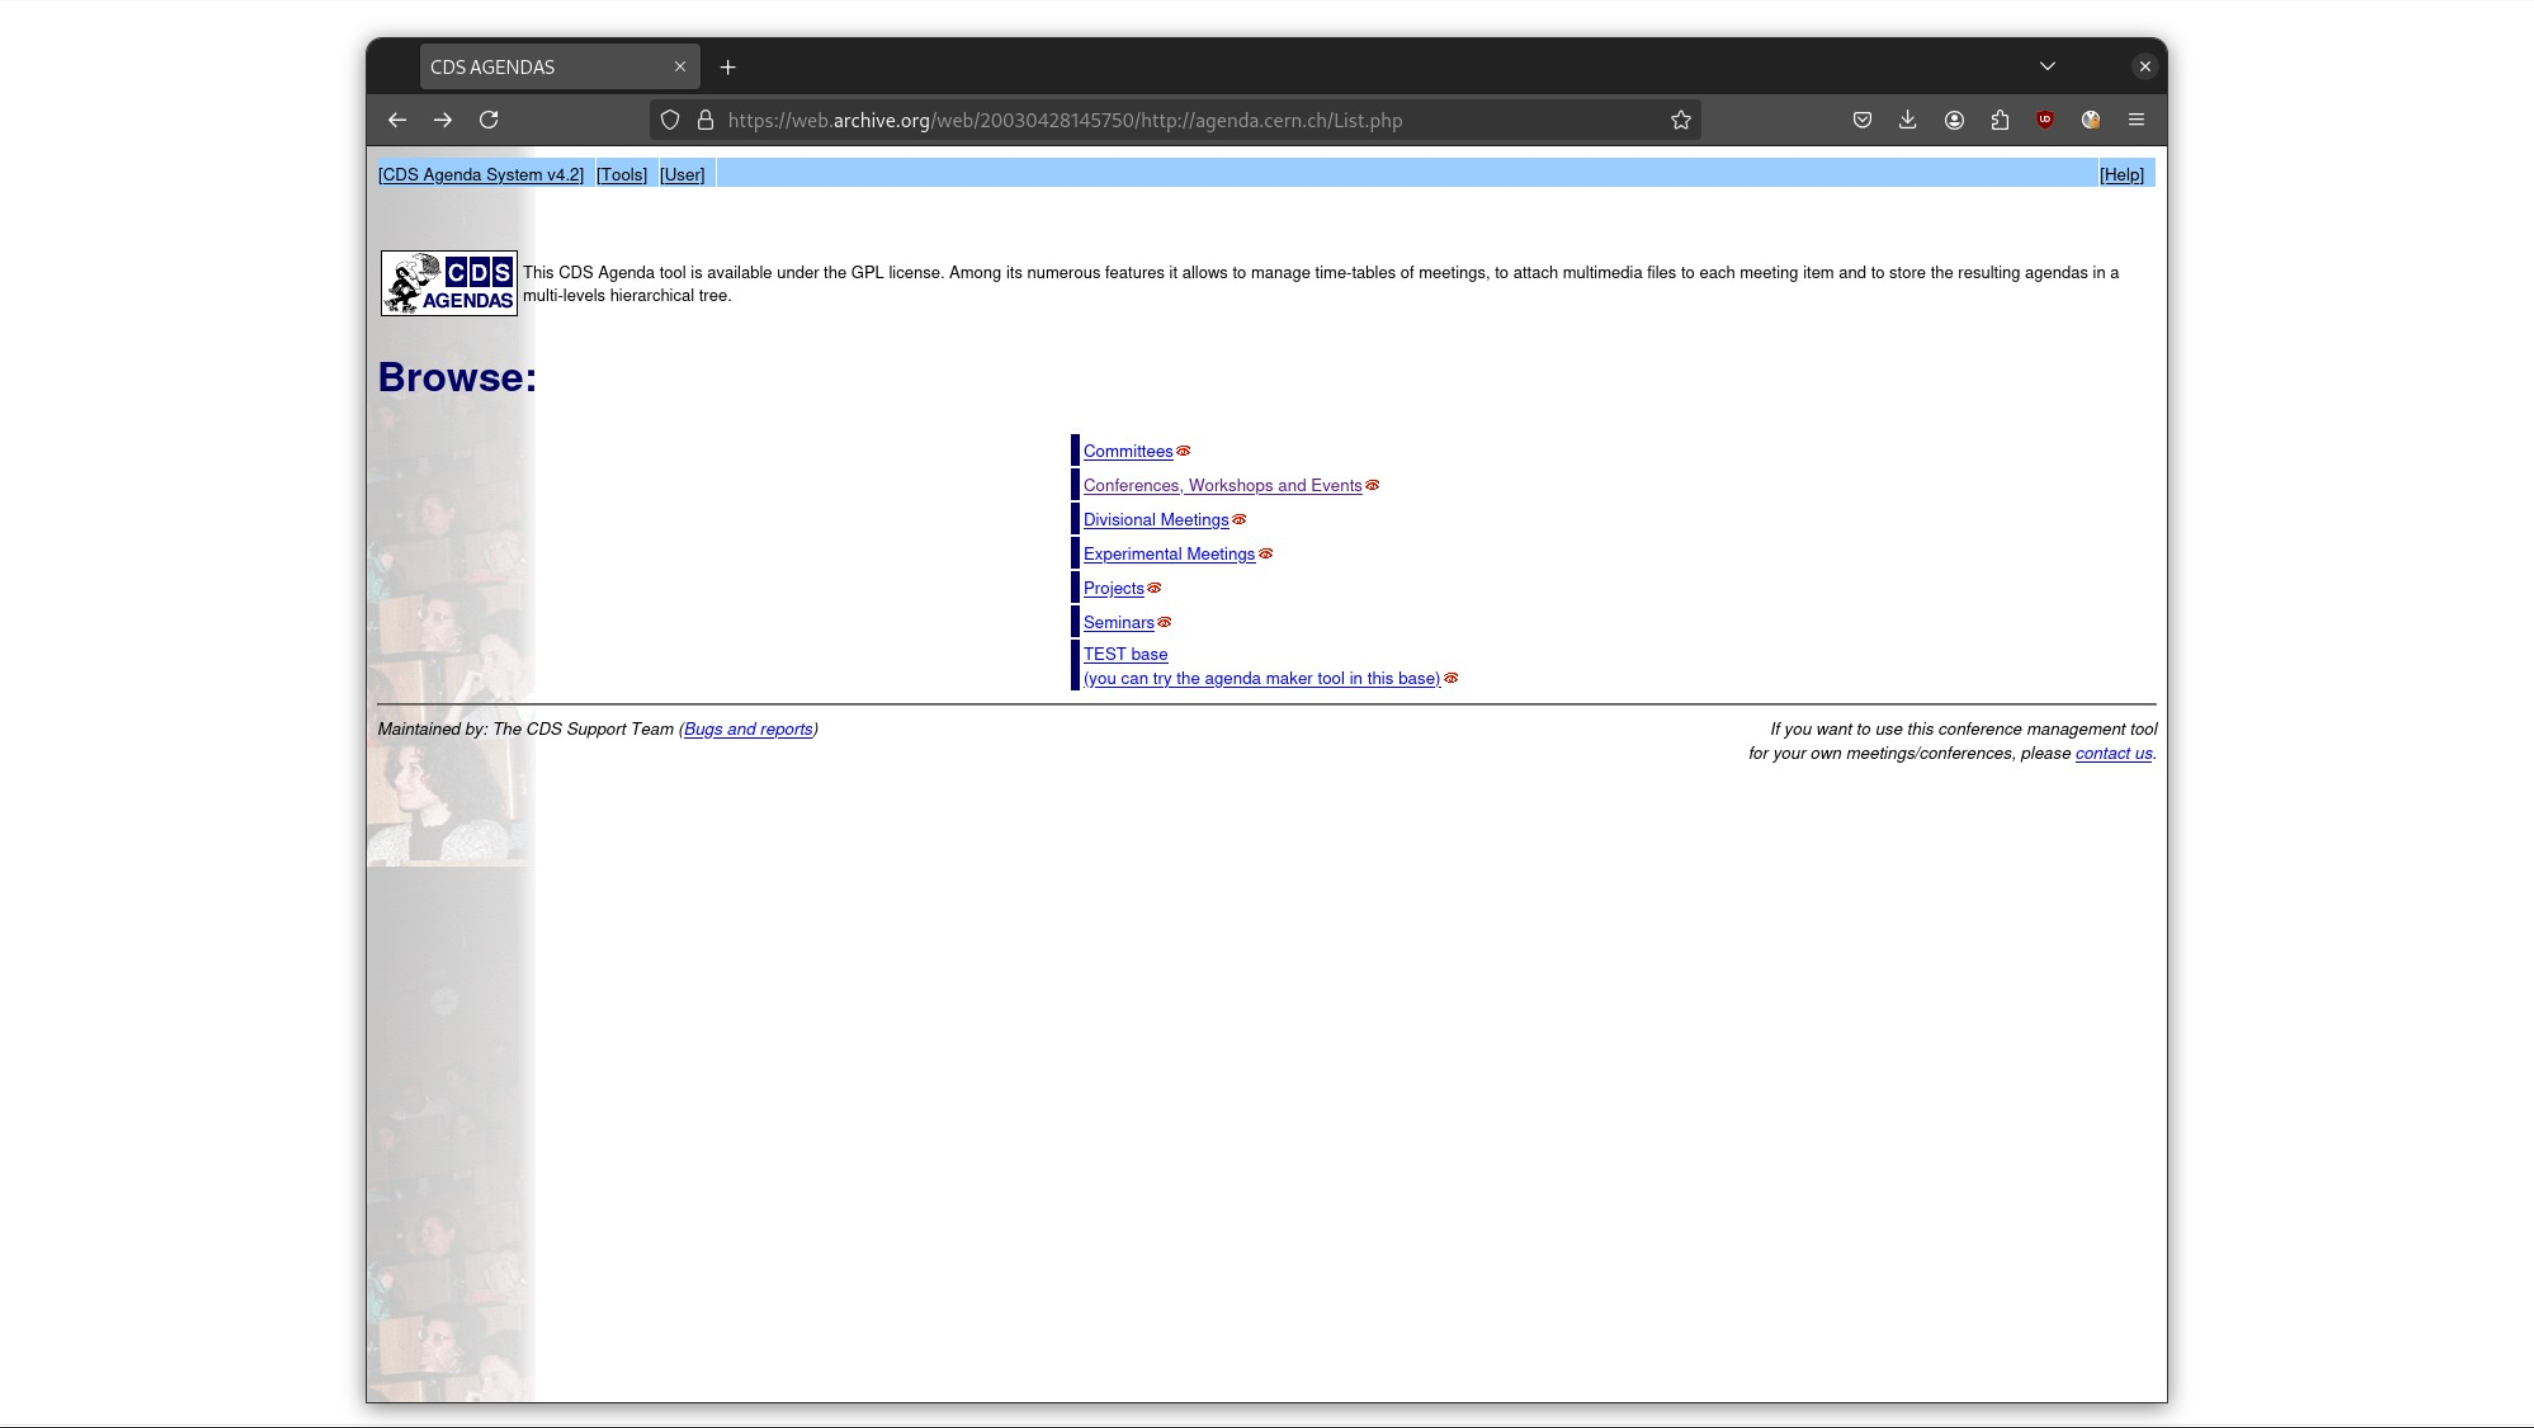 CDS AGENDAS
https://web.archive.org/web/20030428145750/http://agenda.cern.ch/List.php
[CDS Agenda System v4.2] [Tools] [User] [Help]
CDS
AGENDAS
This CDS Agenda tool is available under the GPL license. Among its numerous features it allows to manage time-tables of meetings, to attach multimedia files to each meeting item and to store the resulting agendas in a
multi-levels hierarchical tree.
Browse:
Committees
Conferences, Workshops and Events
Divisional Meetings
Experimental Meetings
Projects
Seminars
TEST base
(you can try the agenda maker tool in this base)
Maintained by: The CDS Support Team (Bugs and reports)
If you want to use this conference management tool
for your own meetings/conferences, please contact us.